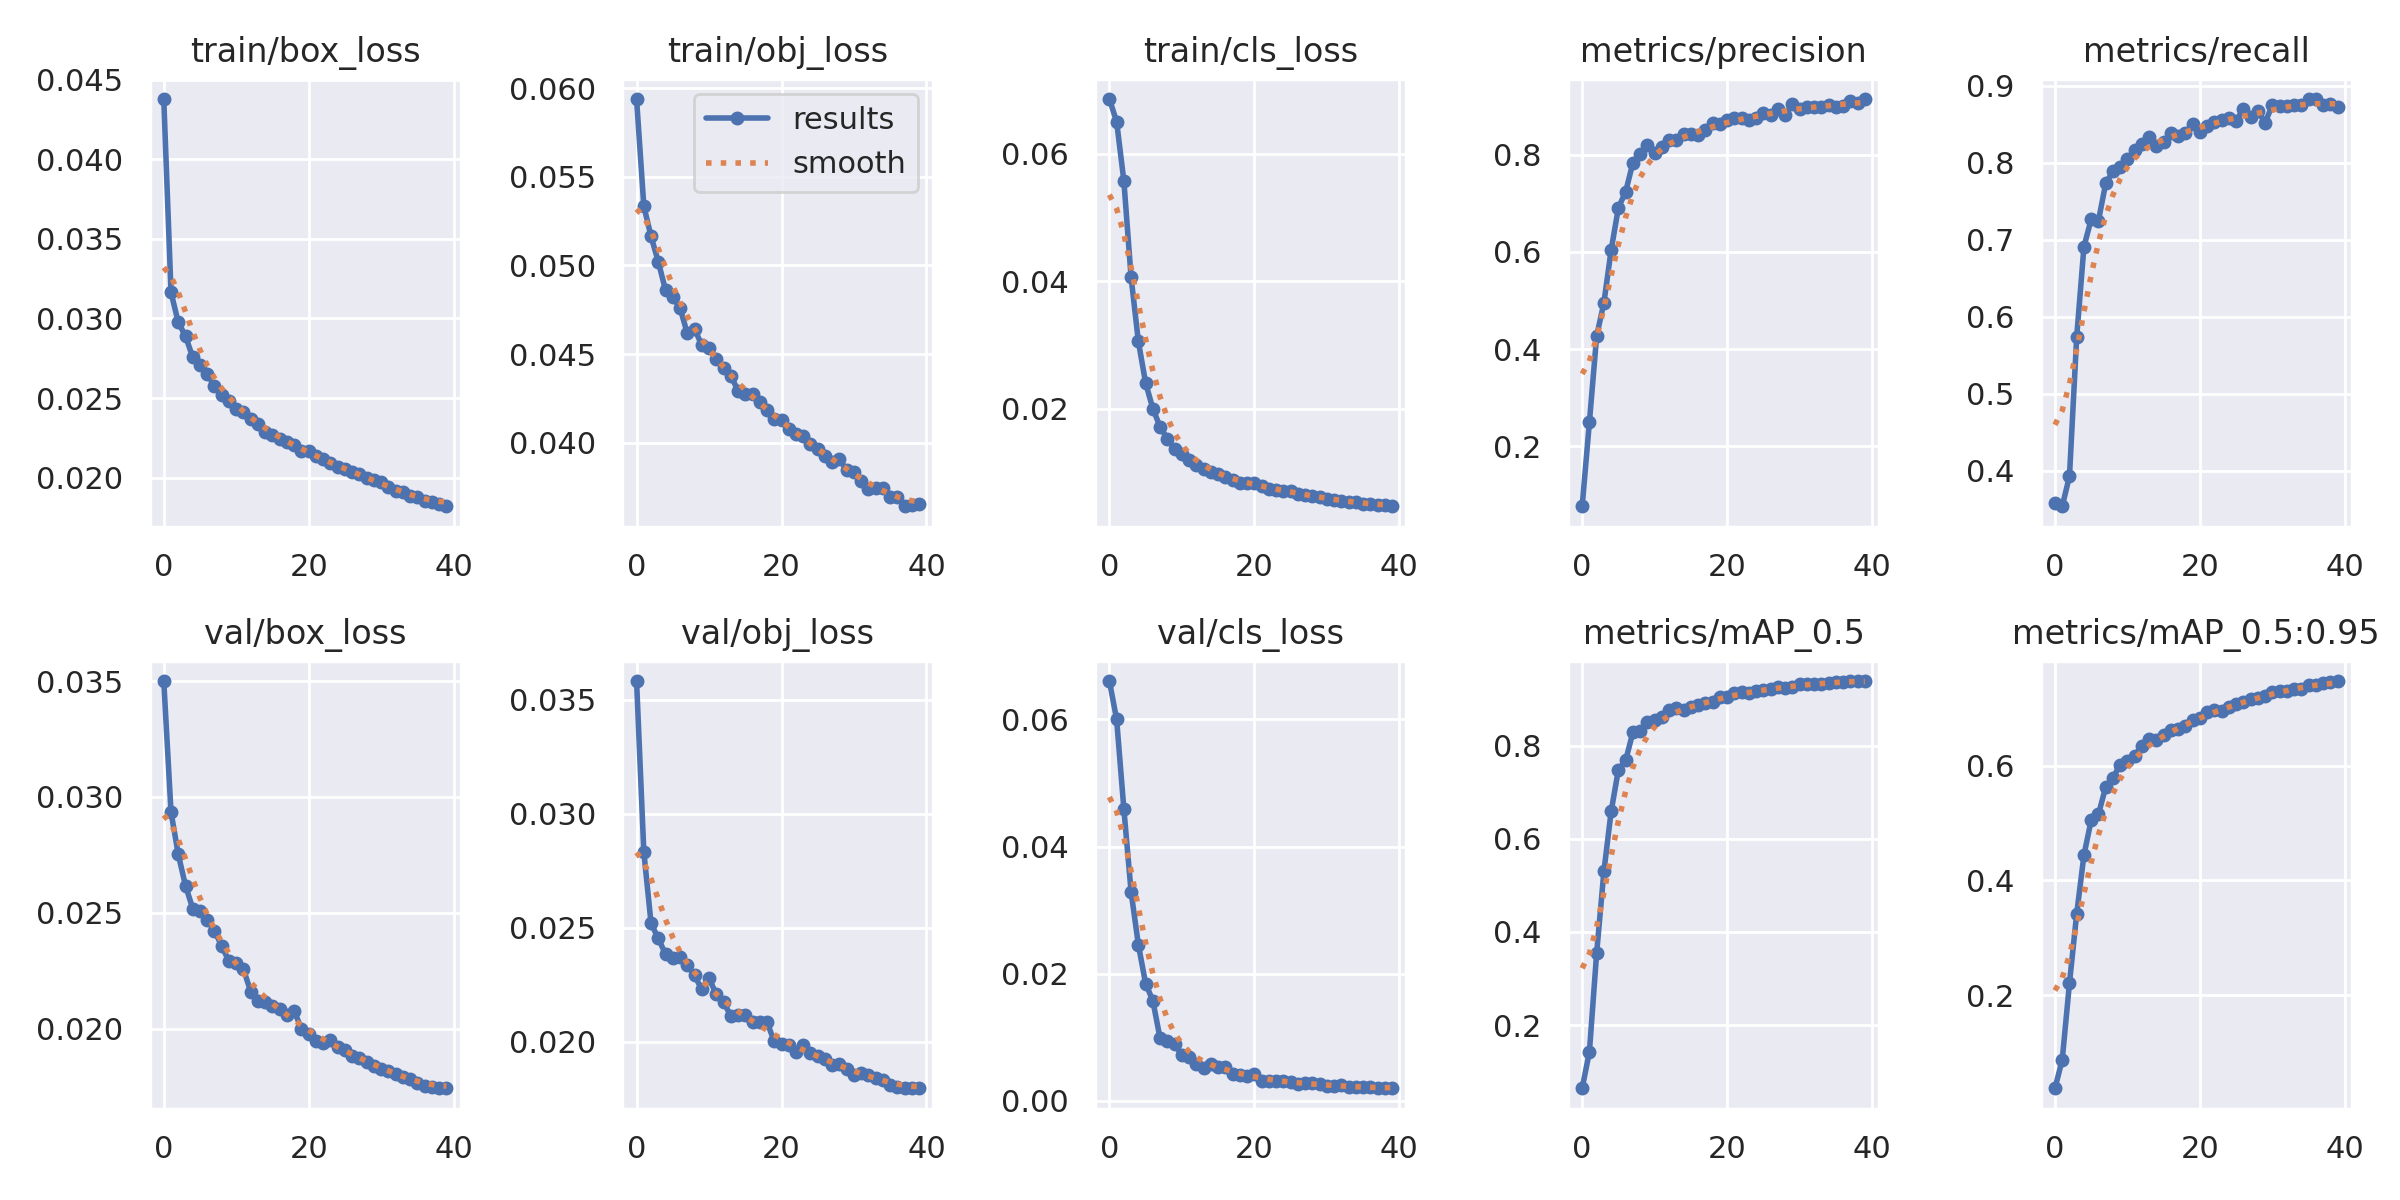 train/box_loss
0.045
0.040
0.035
0.030
0.025
0.020
0 20 40
train/obj_loss
results
smooth
0.060
0.055
0.050
0.045
0.040
0 20 40
train/cls_loss
0.06
0.04
0.02
0 20 40
metrics/precision
0.8
0.6
0.4
0.2
0 20 40
metrics/recall
0.9
0.8
0.7
0.6
0.5
0.4
0 20 40
val/box_loss
0.035
0.030
0.025
0.020
0 20 40
val/obj_loss
0.035
0.030
0.025
0.020
0 20 40
val/cls_loss
0.06
0.04
0.02
0.00
0 20 40
metrics/mAP_0.5
0.8
0.6
0.4
0.2
0 20 40
metrics/mAP_0.5:0.95
0.6
0.4
0.2
0 20 40